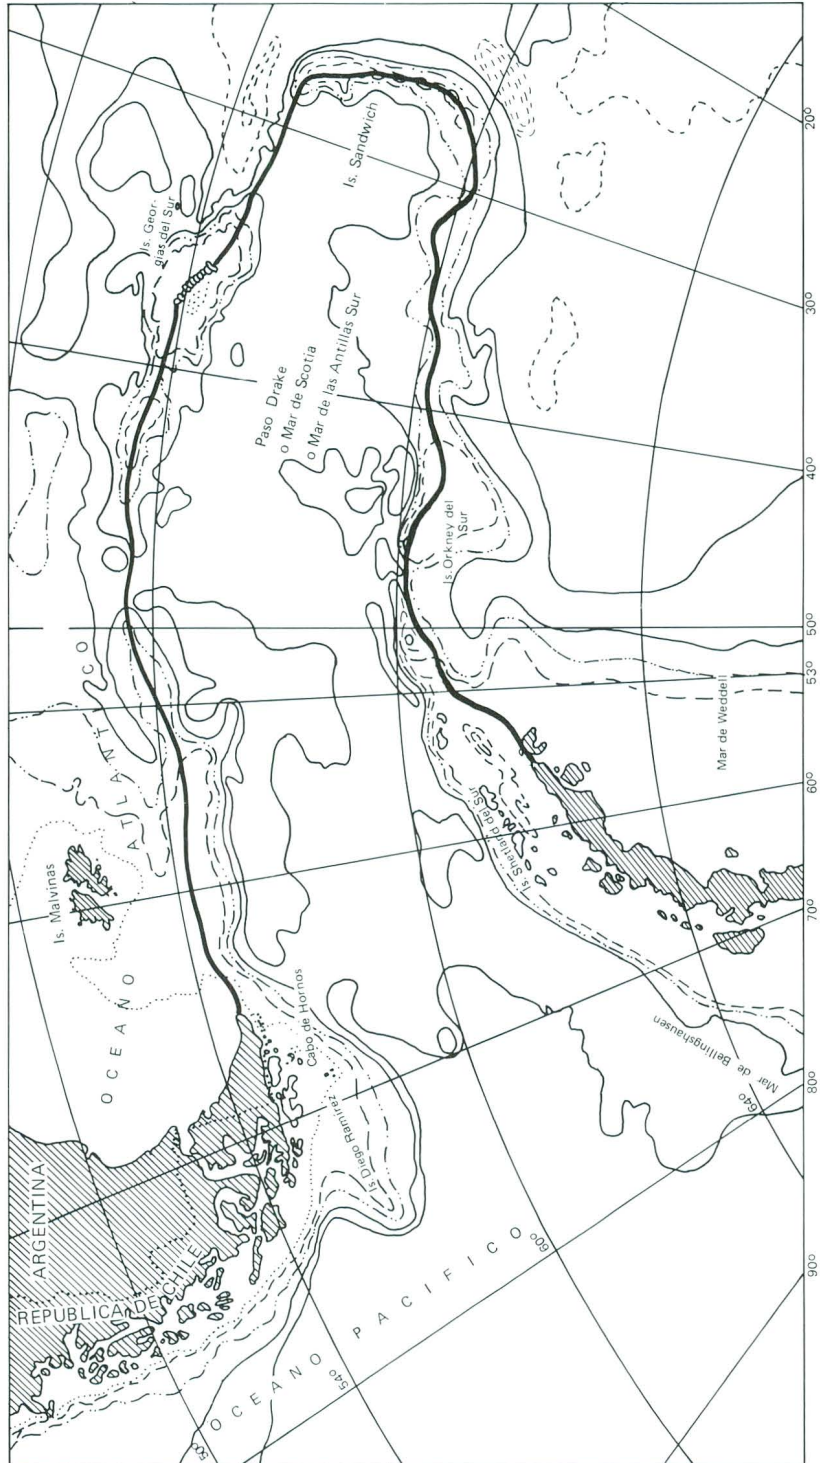 Is. Sandwich
Is. Geor-
gias del Sur
Paso Drake
o Mar de Scotia
o Mar de las Antillas Sur
Is. Orkney del
Sur
Is. Malvinas
OCEANO
ATLANTICO
Is. Shetland del Sur
Mar de Weddell
Cabo de Hornos
Is. Diego Ramirez
Mar de Bellingshausen
ARGENTINA
REPUBLICA DE CHILE
OCEANO PACIFICO
50º
54º
60º
64º
20º
30º
40º
50º
53º
60º
70º
80º
90º